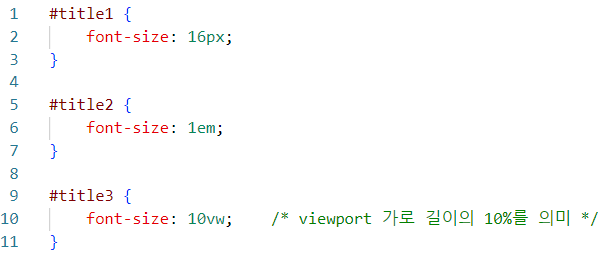 1 #title1 {
2     font-size: 16px;
3 }
4
5 #title2 {
6     font-size: 1em;
7 }
8
9 #title3 {
10     font-size: 10vw;    /* viewport 가로 길이의 10%를 의미 */
11 }